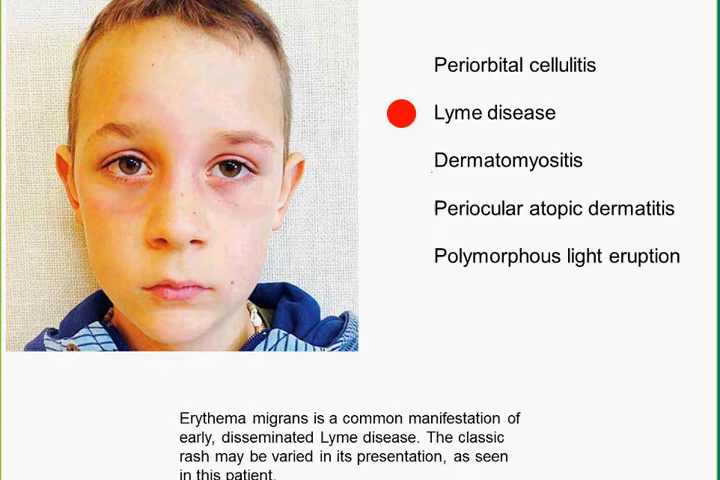 Periorbital cellulitis
Lyme disease
Dermatomyositis
Periocular atopic dermatitis
Polymorphous light eruption
Erythema migrans is a common manifestation of
early, disseminated Lyme disease. The classic
rash may be varied in its presentation, as seen
in this patient.